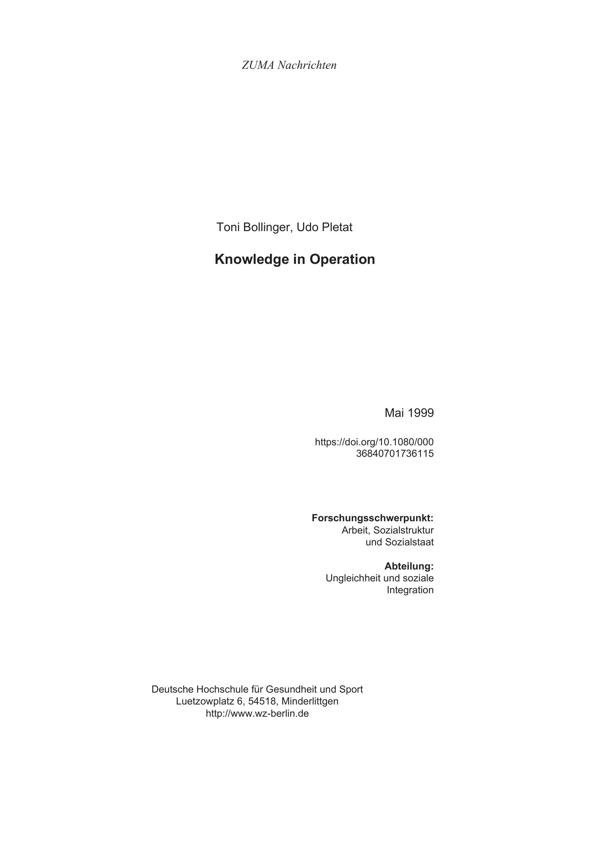 ZUMA Nachrichten
Toni Bollinger, Udo Pletat
Knowledge in Operation
Mai 1999
https://doi.org/10.1080/000
36840701736115
Forschungsschwerpunkt:
Arbeit, Sozialstruktur
und Sozialstaat
Abteilung:
Ungleichheit und soziale
Integration
Deutsche Hochschule für Gesundheit und Sport
Luetzowplatz 6, 54518, Minderlittgen
http://www.wz-berlin.de